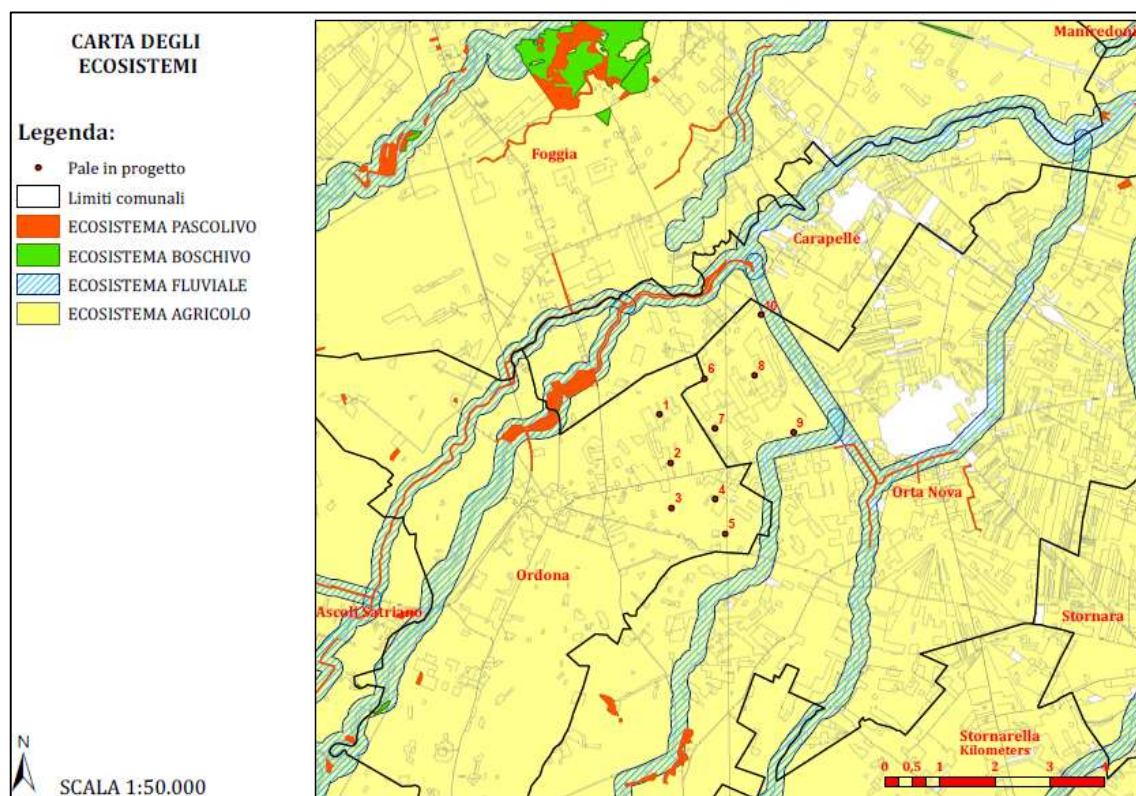 CARTA DEGLI
ECOSISTEMI
Legenda:
Pale in progetto
Limiti comunali
ECOSISTEMA PASCOLIVO
ECOSISTEMA BOSCHIVO
ECOSISTEMA FLUVIALE
ECOSISTEMA AGRICOLO
N
SCALA 1:50.000
Manfredoni
Foggia
Carapelle
10
6
8
1
7
9
2
3
4
5
Orta Nova
Ordona
Ascoli Satriano
Stornara
Stornarella
Kilometers
0 0,5 1 2 3 4